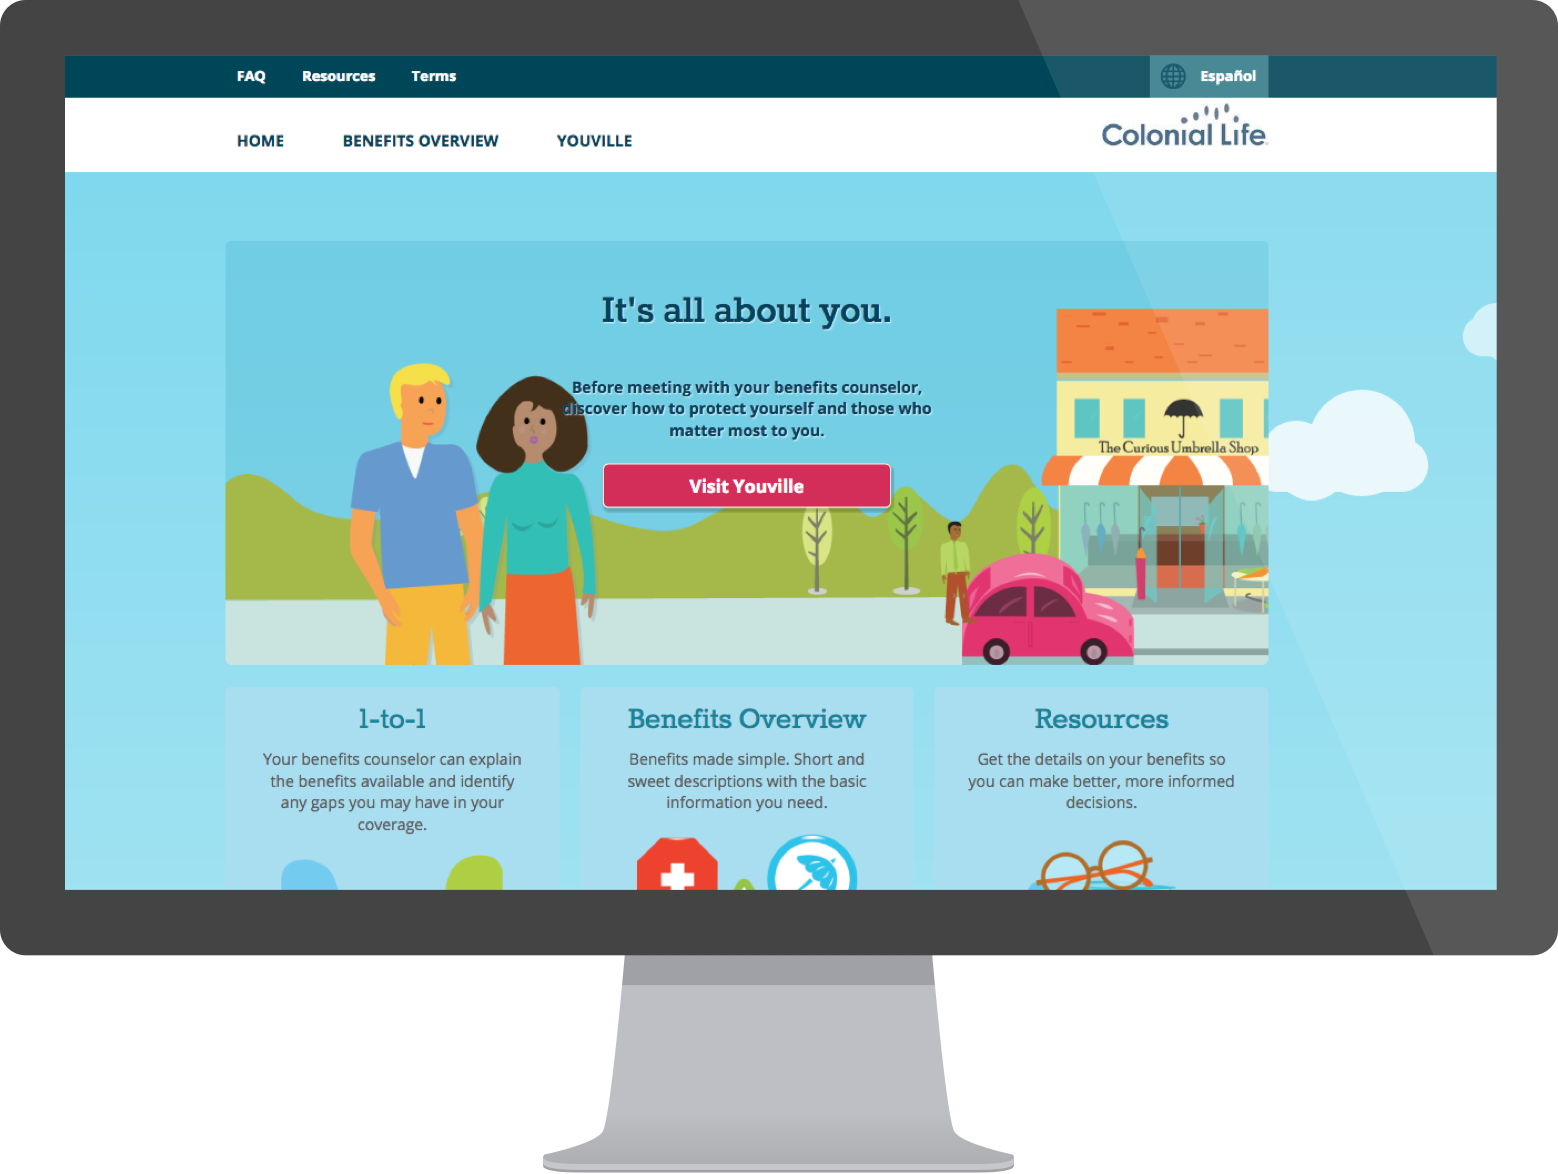 FAQ Resources Terms Español
HOME BENEFITS OVERVIEW YOUVILLE Colonial Life
It's all about you.
Before meeting with your benefits counselor,
discover how to protect yourself and those who
matter most to you.
Visit Youville
The Curious Umbrella Shop
1-to-1
Your benefits counselor can explain
the benefits available and identify
any gaps you may have in your
coverage.
Benefits Overview
Benefits made simple. Short and
sweet descriptions with the basic
information you need.
Resources
Get the details on your benefits so
you can make better, more informed
decisions.